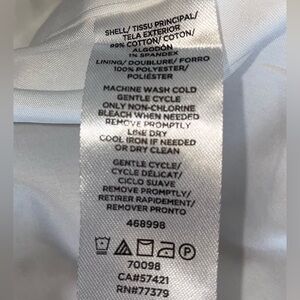 SHELL/ TISSU PRINCIPAL/
TELA EXTERIOR
99% COTTON/ COTON/
ALGODÓN
1% SPANDEX
LINING/ DOUBLURE/ FORRO
100% POLYESTER/
POLIÉSTER
MACHINE WASH COLD
GENTLE CYCLE
ONLY NON-CHLORINE
BLEACH WHEN NEEDED
REMOVE PROMPTLY
LINE DRY
COOL IRON IF NEEDED
OR DRY CLEAN
GENTLE CYCLE/
CYCLE DÉLICAT/
CICLO SUAVE
REMOVE PROMPTLY/
RETIRER RAPIDEMENT/
REMOVER PRONTO
468998
P
70098
CA#57421
RN#77379